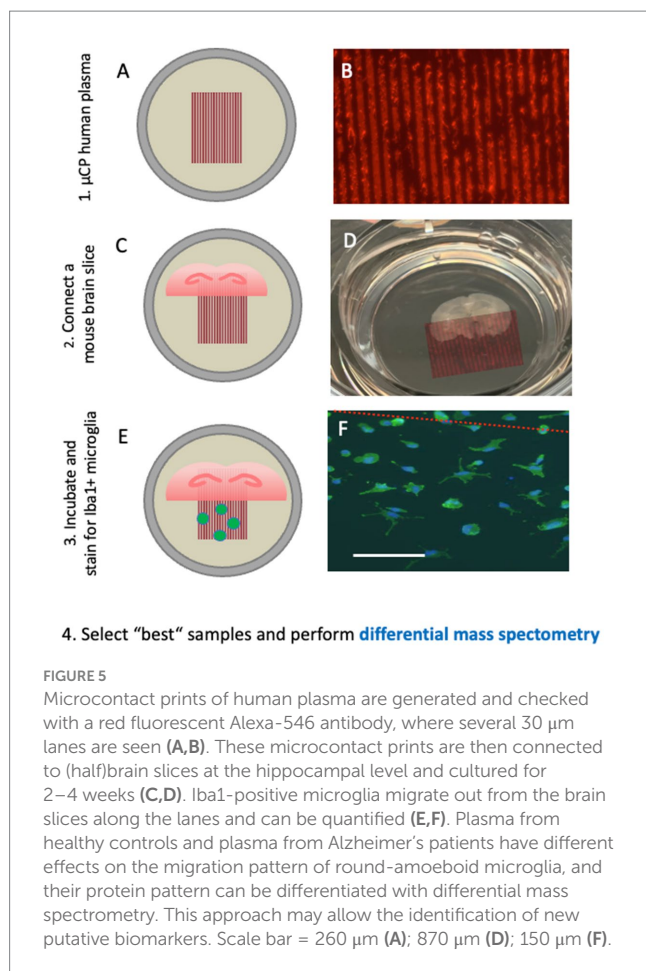 1. µCP human plasma
A
B
2. Connect a
mouse brain slice
C
D
3. Incubate and
stain for Iba1+ microglia
E
F
4. Select “best“ samples and perform differential mass spectometry
FIGURE 5
Microcontact prints of human plasma are generated and checked
with a red fluorescent Alexa-546 antibody, where several 30 μm
lanes are seen (A,B). These microcontact prints are then connected
to (half)brain slices at the hippocampal level and cultured for
2–4 weeks (C,D). Iba1-positive microglia migrate out from the brain
slices along the lanes and can be quantified (E,F). Plasma from
healthy controls and plasma from Alzheimer’s patients have different
effects on the migration pattern of round-amoeboid microglia, and
their protein pattern can be differentiated with differential mass
spectrometry. This approach may allow the identification of new
putative biomarkers. Scale bar = 260 μm (A); 870 μm (D); 150 μm (F).